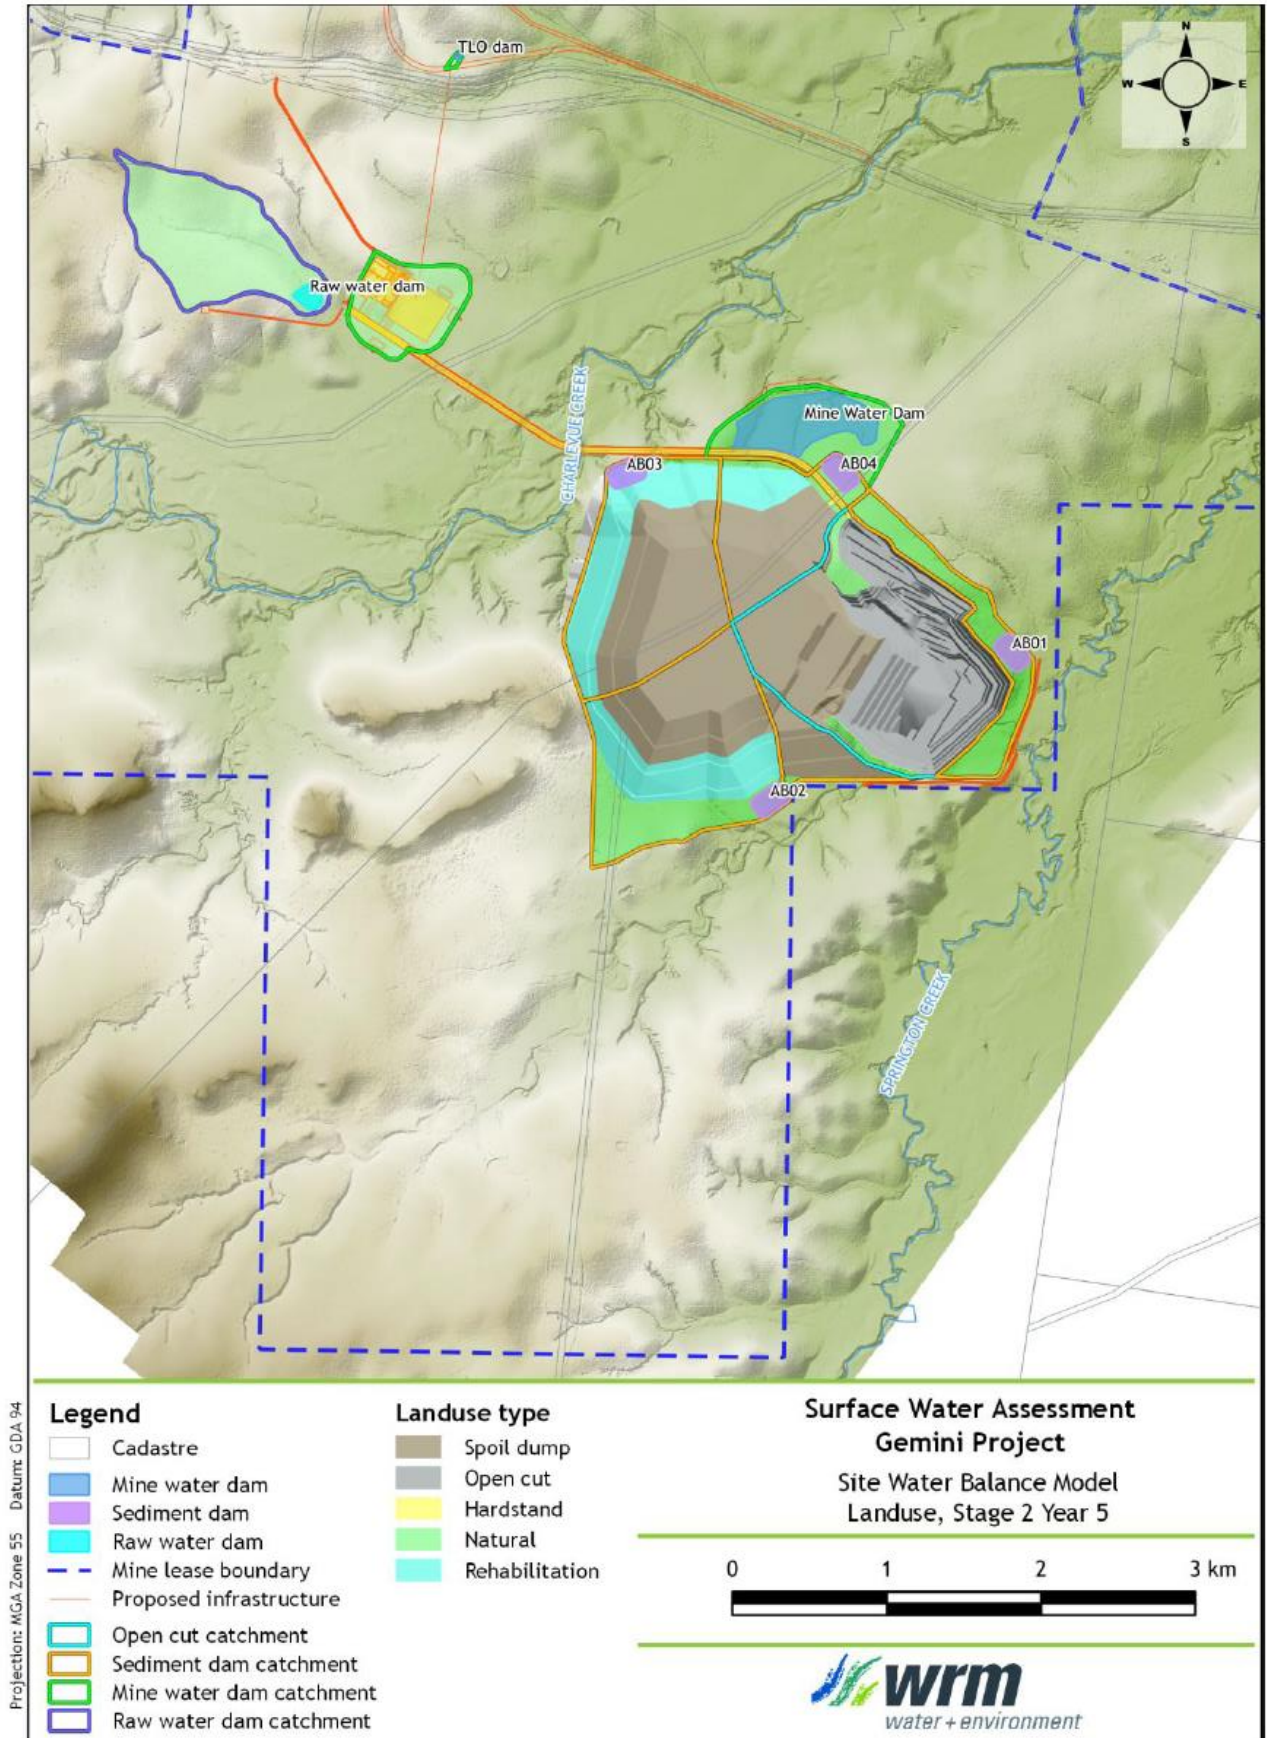 TLO dam
N
W
E
S
Raw water dam
CHARLEVUE CREEK
Mine Water Dam
AB03
AB04
AB01
AB02
SPRINGTON CREEK
Projection: MGA Zone 55 Datum: GDA 94
Legend
Cadastre
Mine water dam
Sediment dam
Raw water dam
Mine lease boundary
Proposed infrastructure
Open cut catchment
Sediment dam catchment
Mine water dam catchment
Raw water dam catchment
Landuse type
Spoil dump
Open cut
Hardstand
Natural
Rehabilitation
Surface Water Assessment
Gemini Project
Site Water Balance Model
Landuse, Stage 2 Year 5
0 1 2 3 km
wrm
water + environment